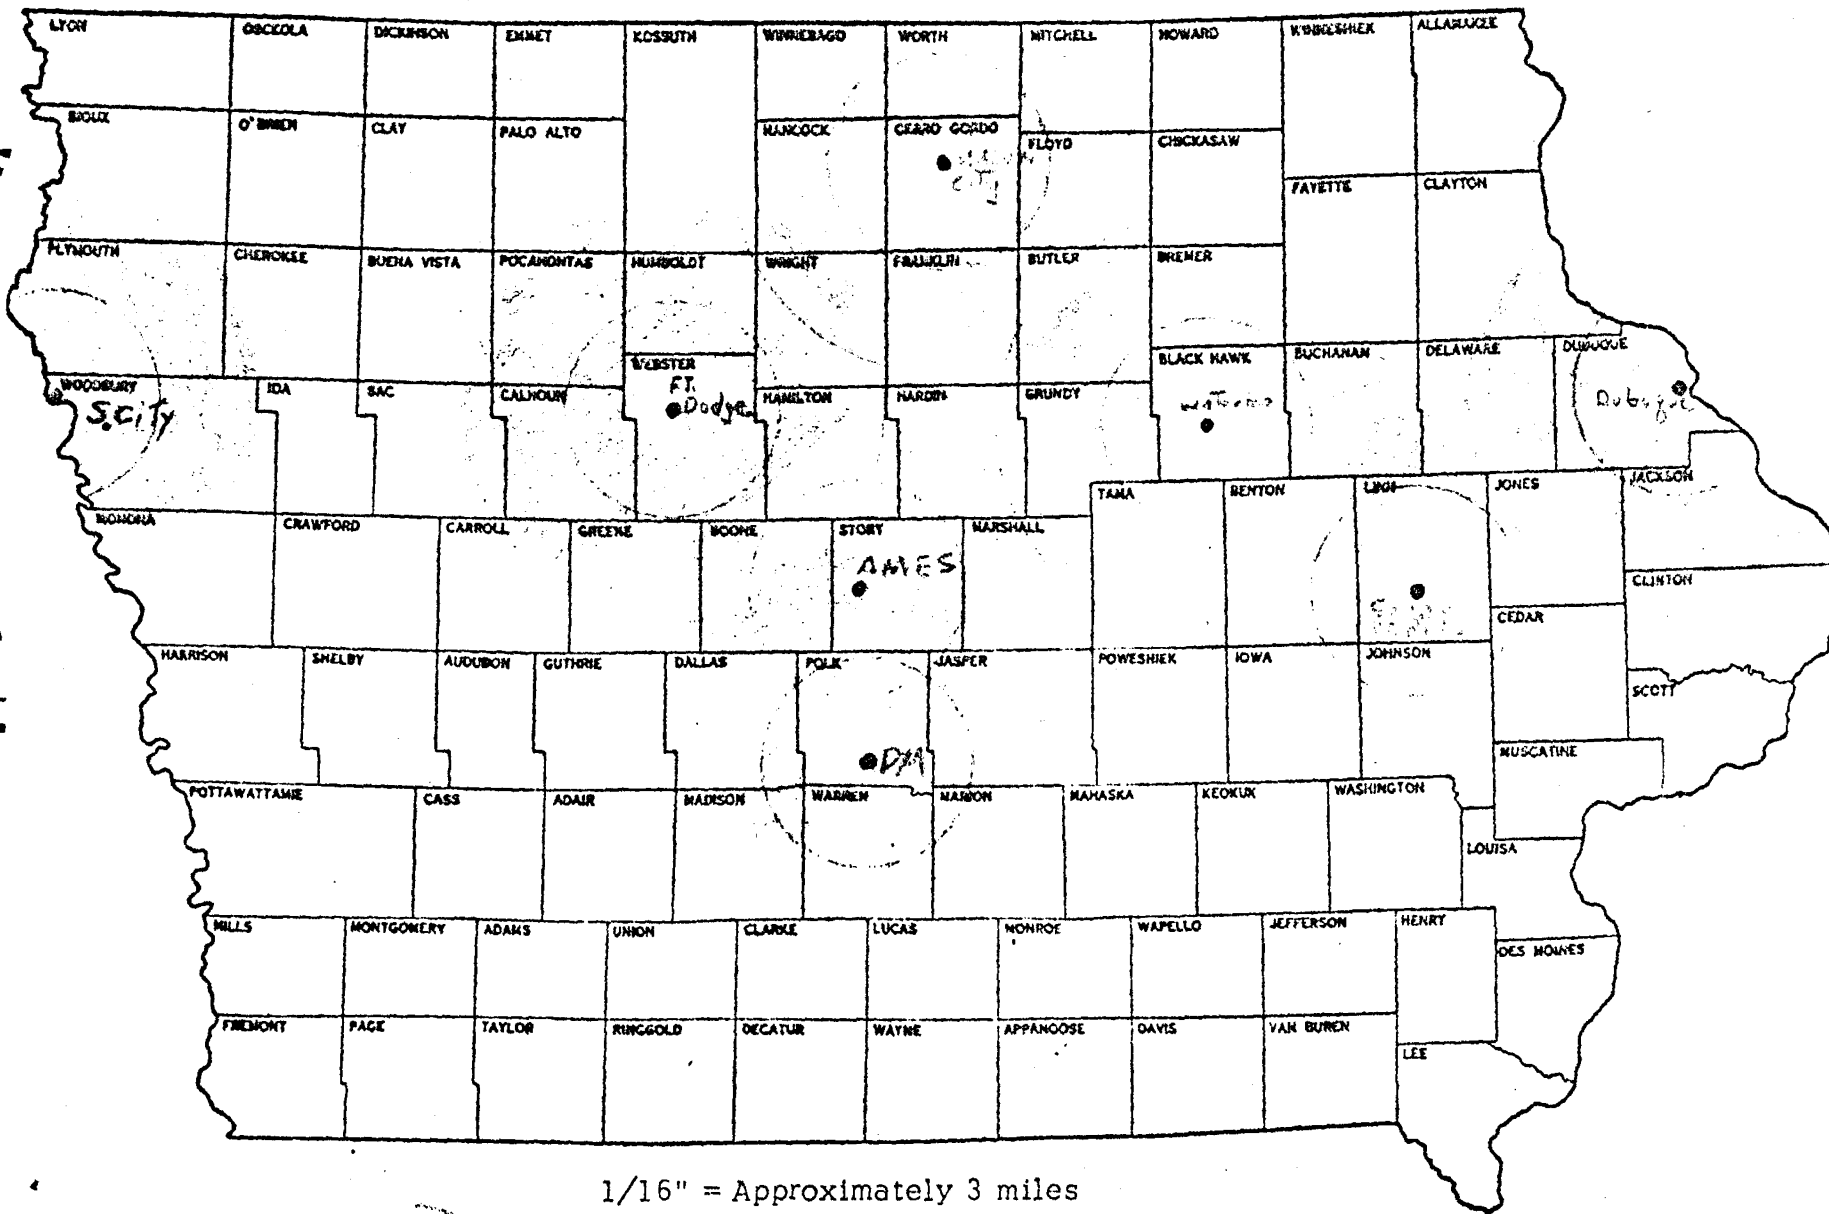 LYON
OSCEOLA
DICKINSON
EMMET
KOSSUTH
WINNEBAGO
WORTH
MITCHELL
HOWARD
WINNESHIEK
ALLAMAKEE
SIOUX
O'BRIEN
CLAY
PALO ALTO
HANCOCK
CERRO GORDO
FLOYD
CHICKASAW
FAYETTE
CLAYTON
CITY
PLYMOUTH
CHEROKEE
BUENA VISTA
POCAHONTAS
HUMBOLDT
WRIGHT
FRANKLIN
BUTLER
BREMER
WOODBURY
S.CITY
IDA
SAC
CALHOUN
WEBSTER
FT.
Dodge
HAMILTON
HARDIN
GRUNDY
BLACK HAWK
BUCHANAN
DELAWARE
DUBUQUE
Dubuque
MONONA
CRAWFORD
CARROLL
GREENE
BOONE
STORY
AMES
MARSHALL
TAMA
BENTON
LINN
JONES
JACKSON
CLINTON
CEDAR
HARRISON
SHELBY
AUDUBON
GUTHRIE
DALLAS
POLK
DM
JASPER
POWESHIEK
IOWA
JOHNSON
SCOTT
MUSCATINE
POTTAWATTAMIE
CASS
ADAIR
MADISON
WARREN
MARION
MAHASKA
KEOKUK
WASHINGTON
LOUISA
MILLS
MONTGOMERY
ADAMS
UNION
CLARKE
LUCAS
MONROE
WAPELLO
JEFFERSON
HENRY
DES MOINES
FREMONT
PAGE
TAYLOR
RINGGOLD
DECATUR
WAYNE
APPANOOSE
DAVIS
VAN BUREN
LEE
1/16" = Approximately 3 miles